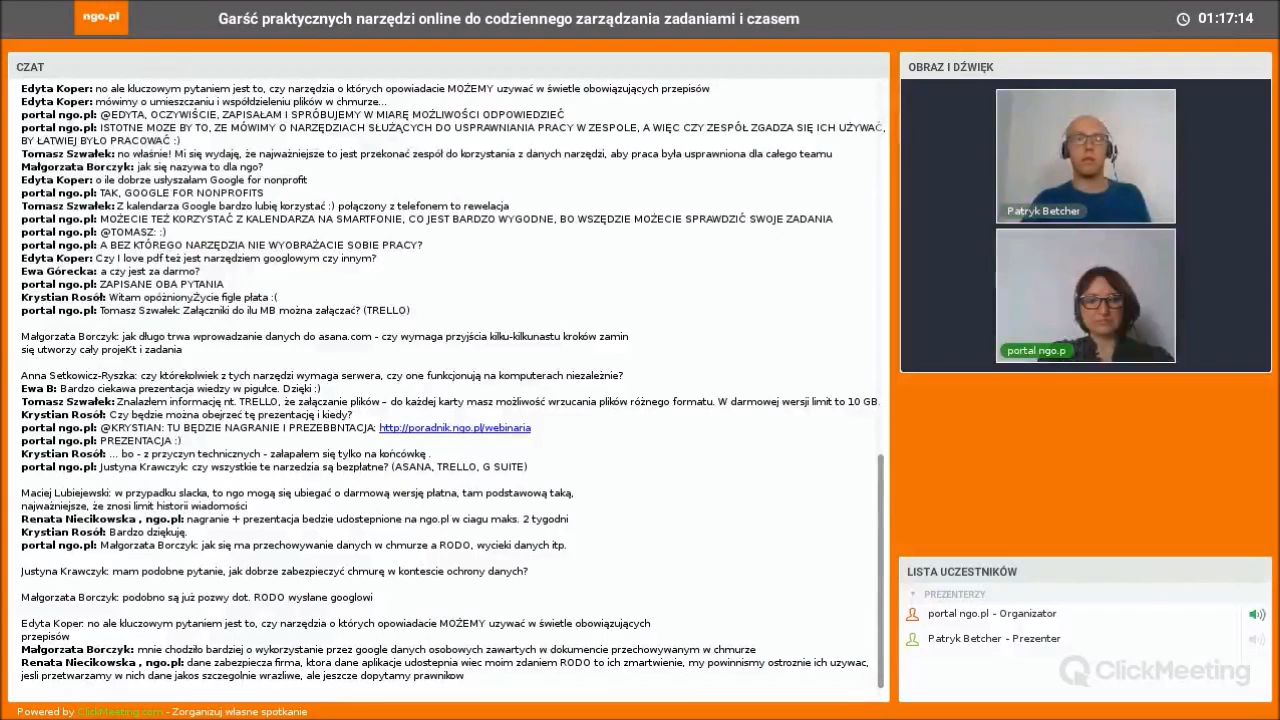 ngo.pl
Garść praktycznych narzędzi online do codziennego zarządzania zadaniami i czasem
01:17:14
CZAT
Edyta Koper: no ale kluczowym pytaniem jest to, czy narzędzia o których opowiadacie MOŻEMY uzywać w świetle obowiązujących przepisów
Edyta Koper: mówimy o umieszczaniu i współdzieleniu plików w chmurze...
portal ngo.pl: @EDYTA, OCZYWIŚCIE, ZAPISAŁAM I SPRÓBUJEMY W MIARĘ MOŻLIWOŚCI ODPOWIEDZIEĆ
portal ngo.pl: ISTOTNE MOZE BY TO, ZE MÓWIMY O NARZĘDZIACH SŁUŻĄCYCH DO USPRAWNIANIA PRACY W ZESPOLE, A WIĘC CZY ZESPÓŁ ZGADZA SIĘ ICH UŻYWAĆ,
BY ŁATWIEJ BYŁO PRACOWAĆ :)
Tomasz Szwałek: no właśnie! Mi się wydaję, że najważniejsze to jest przekonać zespół do korzystania z danych narzędzi, aby praca była usprawniona dla całego teamu
Małgorzata Borczyk: jak się nazywa to dla ngo?
Edyta Koper: o ile dobrze usłyszałam Google for nonprofit
portal ngo.pl: TAK, GOOGLE FOR NONPROFITS
Tomasz Szwałek: Z kalendarza Google bardzo lubię korzystać :) połączony z telefonem to rewelacja
portal ngo.pl: MOŻECIE TEŻ KORZYSTAĆ Z KALENDARZA NA SMARTFONIE, CO JEST BARDZO WYGODNE, BO WSZĘDZIE MOŻECIE SPRAWDZIĆ SWOJE ZADANIA
portal ngo.pl: @TOMASZ: :)
portal ngo.pl: A BEZ KTÓREGO NARZĘDZIA NIE WYOBRAŻACIE SOBIE PRACY?
Edyta Koper: Czy I love pdf też jest narzędziem googlowym czy innym?
Ewa Górecka: a czy jest za darmo?
portal ngo.pl: ZAPISANE OBA PYTANIA
Krystian Rosół: Witam opóżniony.Życie figle płata :(
portal ngo.pl: Tomasz Szwałek: Załączniki do ilu MB można załączać? (TRELLO)
Małgorzata Borczyk: jak długo trwa wprowadzanie danych do asana.com - czy wymaga przyjścia kilku-kilkunastu kroków zamin
się utworzy cały projeKt i zadania
Anna Setkowicz-Ryszka: czy którekolwiek z tych narzędzi wymaga serwera, czy one funkcjonują na komputerach niezależnie?
Ewa B: Bardzo ciekawa prezentacja wiedzy w pigułce. Dzięki :)
Tomasz Szwałek: Znalazłem informację nt. TRELLO, że załączanie plików – do każdej karty masz możliwość wrzucania plików różnego formatu. W darmowej wersji limit to 10 GB.
Krystian Rosół: Czy będzie można obejrzeć tę prezentację i kiedy?
portal ngo.pl: @KRYSTIAN: TU BĘDZIE NAGRANIE I PREZEBBNTACJA: http://poradnik.ngo.pl/webinaria
portal ngo.pl: PREZENTACJA :)
Krystian Rosół: ... bo - z przyczyn technicznych - załapałem się tylko na końcówkę .
portal ngo.pl: Justyna Krawczyk: czy wszystkie te narzedzia są bezpłatne? (ASANA, TRELLO, G SUITE)
Maciej Lubiejewski: w przypadku slacka, to ngo mogą się ubiegać o darmową wersję płatna, tam podstawową taką,
najważniejsze, że znosi limit historii wiadomości
Renata Niecikowska , ngo.pl: nagranie + prezentacja bedzie udostepnione na ngo.pl w ciagu maks. 2 tygodni
Krystian Rosół: Bardzo dziękuję.
portal ngo.pl: Małgorzata Borczyk: jak się ma przechowywanie danych w chmurze a RODO, wycieki danych itp.
Justyna Krawczyk: mam podobne pytanie, jak dobrze zabezpieczyć chmurę w kontescie ochrony danych?
Małgorzata Borczyk: podobno są już pozwy dot. RODO wysłane googlowi
Edyta Koper: no ale kluczowym pytaniem jest to, czy narzędzia o których opowiadacie MOŻEMY uzywać w świetle obowiązujących
przepisów
Małgorzata Borczyk: mnie chodziło bardziej o wykorzystanie przez google danych osobowych zawartych w dokumencie przechowywanym w chmurze
Renata Niecikowska , ngo.pl: dane zabezpiecza firma, ktora dane aplikacje udostepnia wiec moim zdaniem RODO to ich zmartwienie, my powinnismy ostroznie ich uzywac,
jesli przetwarzamy w nich dane jakos szczegolnie wrazliwe, ale jeszcze dopytamy prawnikow
OBRAZ I DŹWIĘK
Patryk Betcher
portal ngo.p
LISTA UCZESTNIKÓW
PREZENTERZY
portal ngo.pl - Organizator
Patryk Betcher - Prezenter
ClickMeeting
Powered by ClickMeeting.com - Zorganizuj własne spotkanie